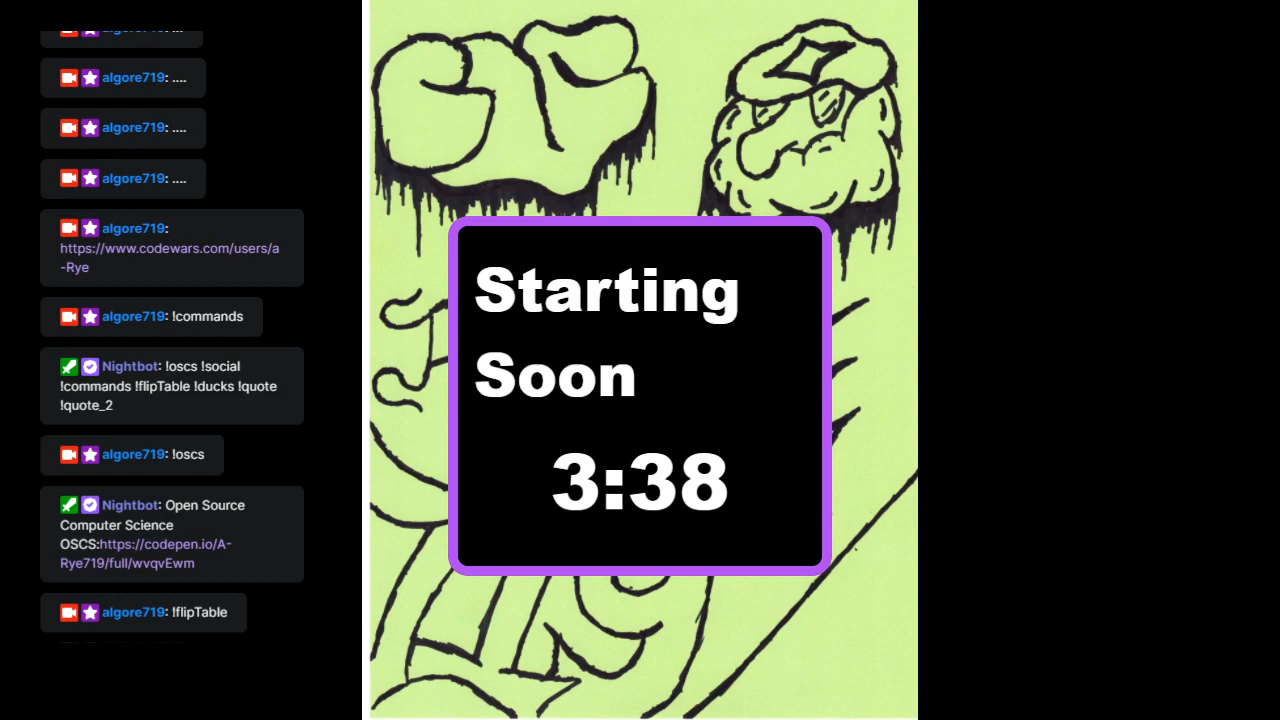 algore719: ...
algore719: ....
algore719: ....
algore719: ....
algore719:
https://www.codewars.com/users/a
-Rye
algore719: !commands
Nightbot: !oscs !social
!commands !flipTable !ducks !quote
!quote_2
algore719: !oscs
Nightbot: Open Source
Computer Science
OSCS:https://codepen.io/A-
Rye719/full/wvqvEwm
algore719: !flipTable
Starting
Soon
3:38